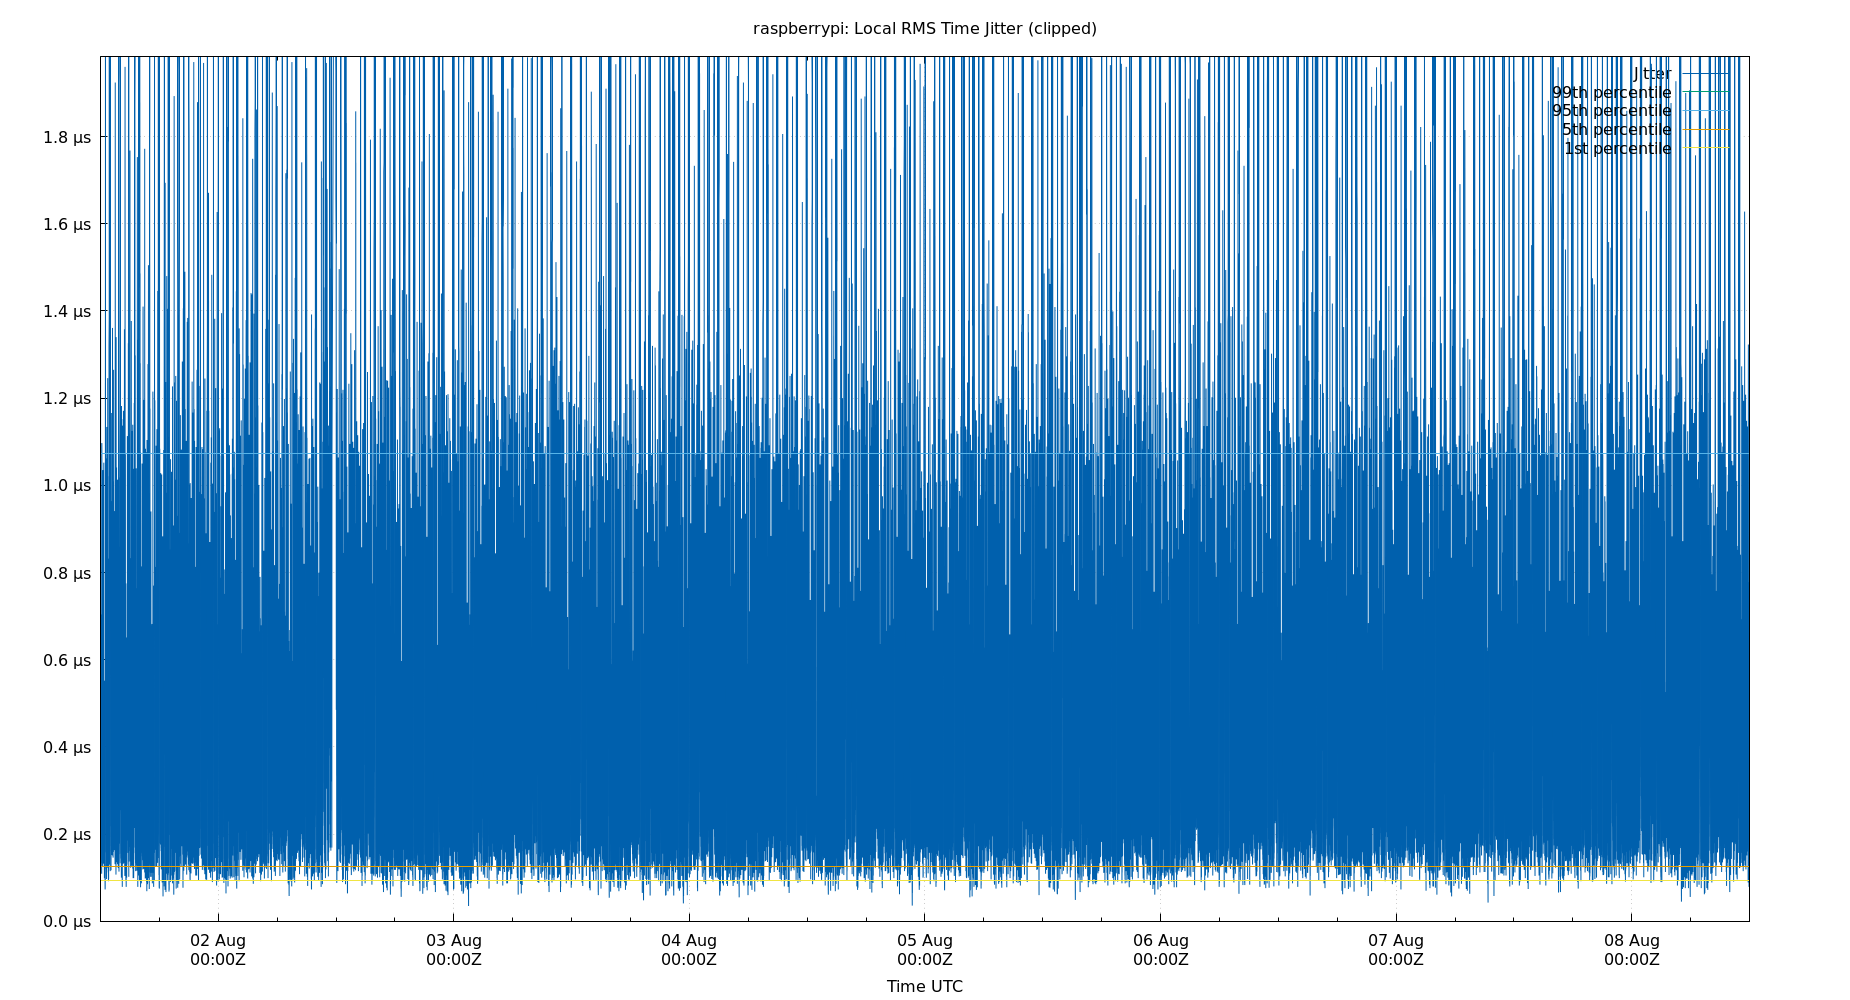 raspberrypi: Local RMS Time Jitter (clipped)
Jitter
99th percentile
95th percentile
5th percentile
1st percentile
1.8 μs
1.6 μs
1.4 μs
1.2 μs
1.0 μs
0.8 μs
0.6 μs
0.4 μs
0.2 μs
0.0 μs
02 Aug 03 Aug 04 Aug 05 Aug 06 Aug 07 Aug 08 Aug
00:00Z 00:00Z 00:00Z 00:00Z 00:00Z 00:00Z 00:00Z
Time UTC